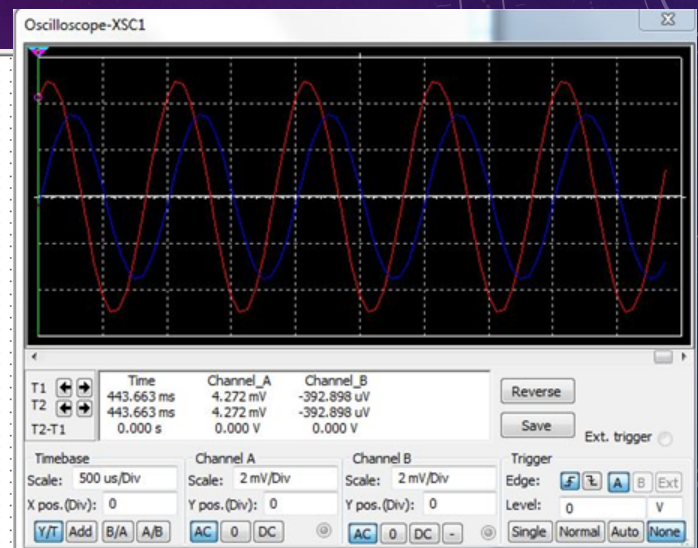 Oscilloscope-XSC1
Time Channel_A Channel_B
T1 443.663 ms 4.272 mV -392.898 uV
T2 443.663 ms 4.272 mV -392.898 uV
T2-T1 0.000 s 0.000 V 0.000 V
Reverse
Save
Ext. trigger
Timebase
Scale: 500 us/Div
X pos.(Div): 0
Y/T Add B/A A/B
Channel A
Scale: 2 mV/Div
Y pos.(Div): 0
AC 0 DC
Channel B
Scale: 2 mV/Div
Y pos.(Div): 0
AC 0 DC -
Trigger
Edge: A B Ext
Level: 0 V
Single Normal Auto None